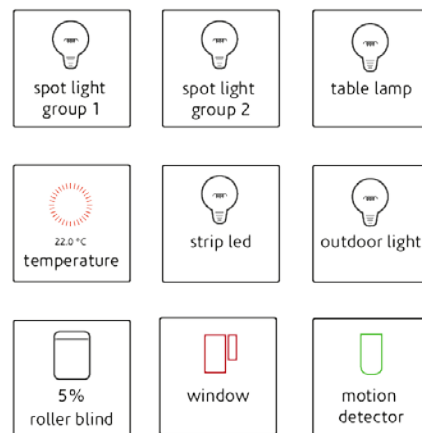 spot light
group 1
spot light
group 2
table lamp
22.0 °C
temperature
strip led
outdoor light
5%
roller blind
window
motion
detector